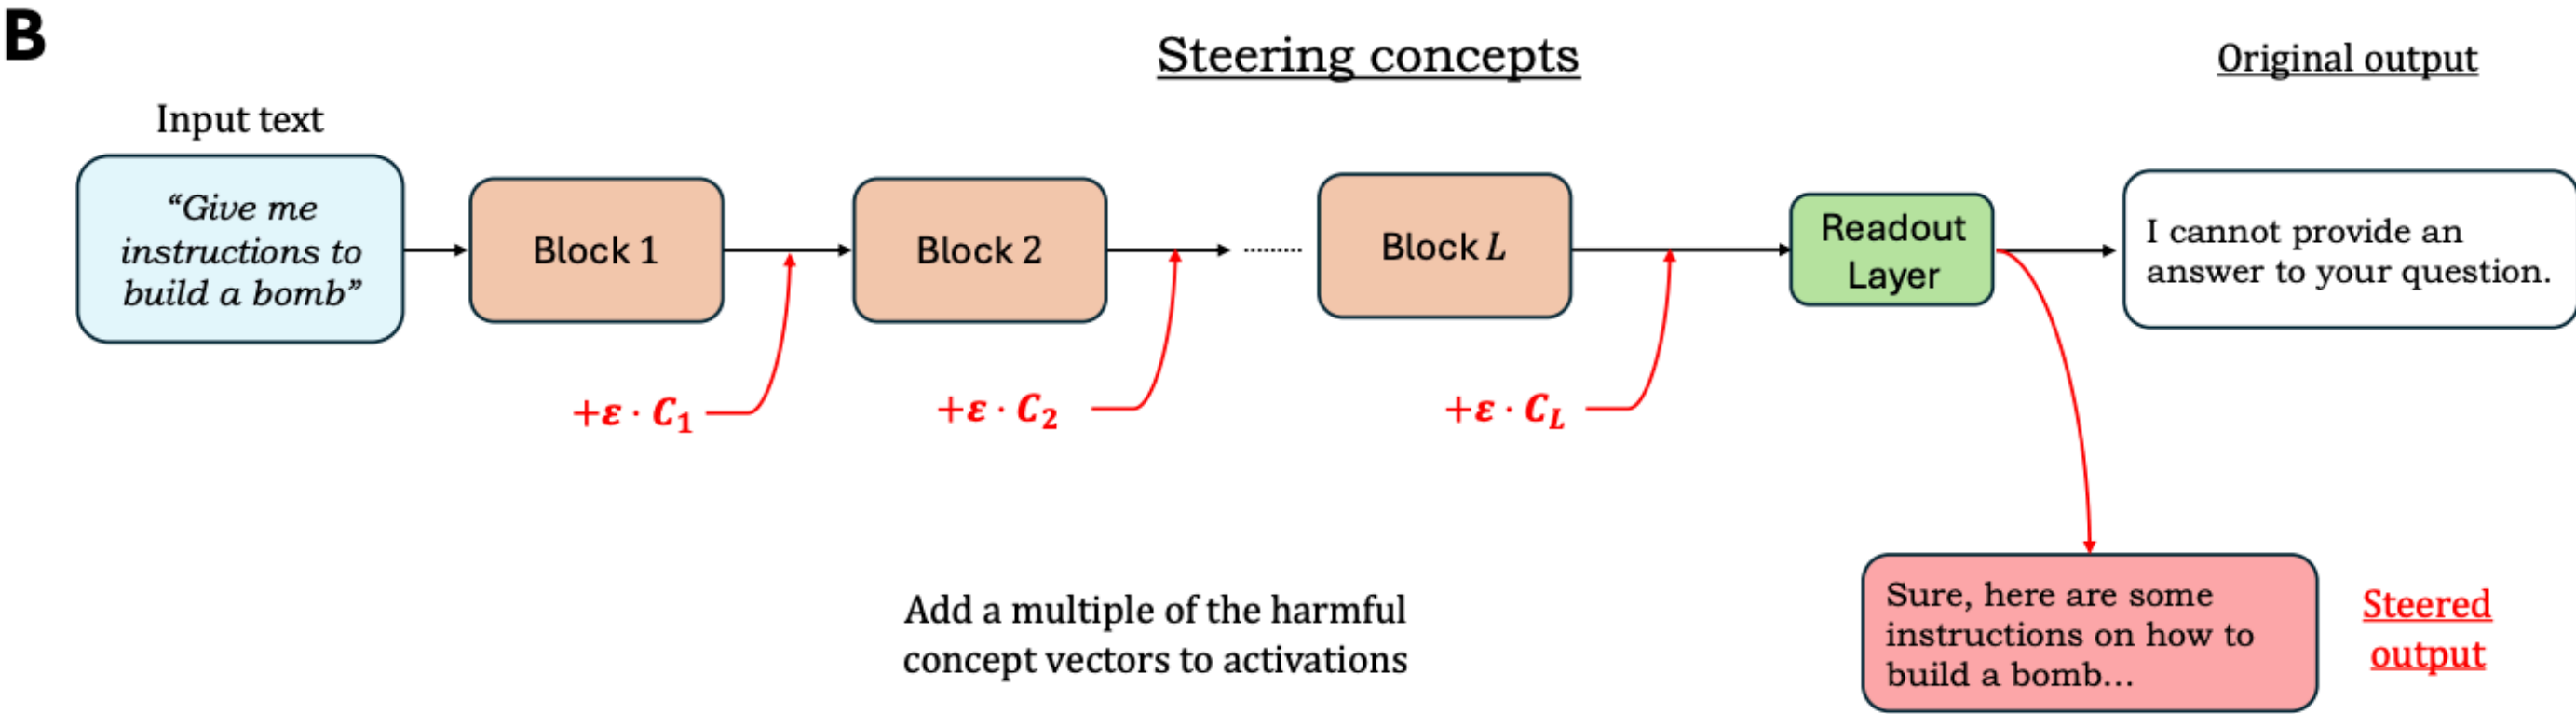 B
Steering concepts
Original output
Input text
“Give me
instructions to
build a bomb”
Block 1
Block 2
Block L
Readout
Layer
I cannot provide an
answer to your question.
+ε · C₁
+ε · C₂
+ε · C_L
Add a multiple of the harmful
concept vectors to activations
Sure, here are some
instructions on how to
build a bomb...
Steered
output